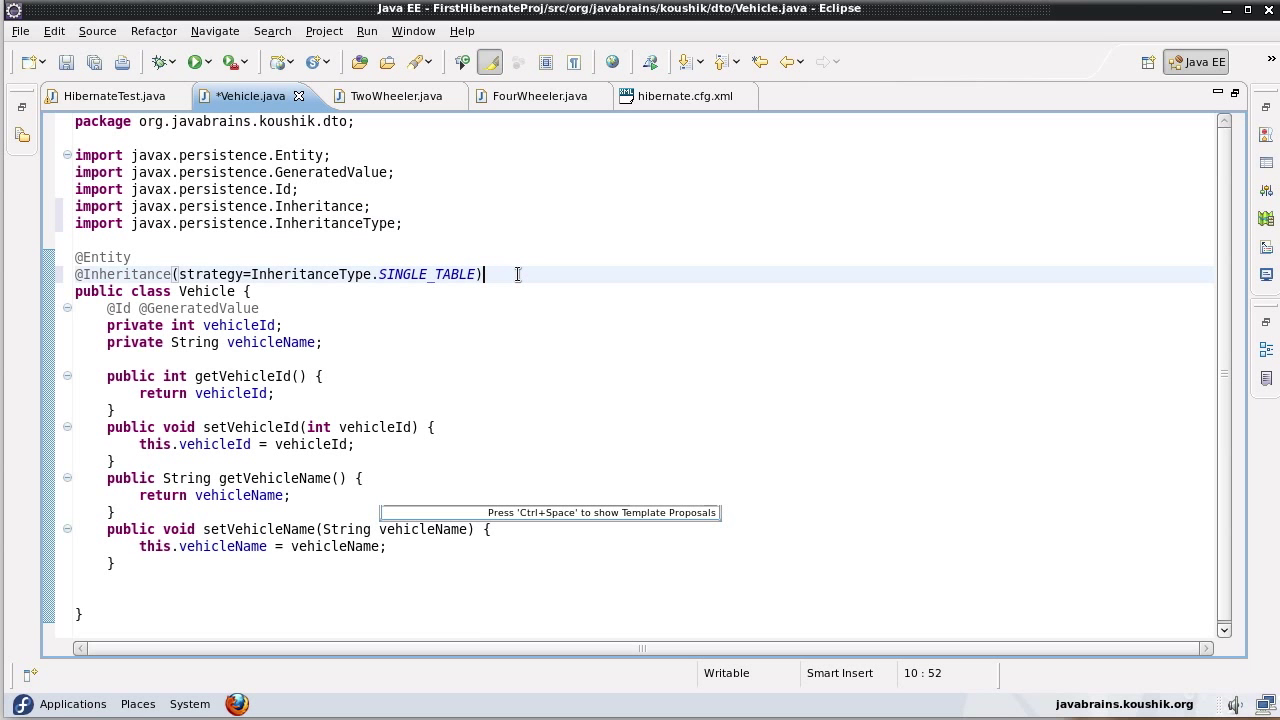 Java EE - FirstHibernateProj/src/org/javabrains/koushik/dto/Vehicle.java - Eclipse
File Edit Source Refactor Navigate Search Project Run Window Help
Java EE »
HibernateTest.java *Vehicle.java TwoWheeler.java FourWheeler.java hibernate.cfg.xml
package org.javabrains.koushik.dto;
import javax.persistence.Entity;
import javax.persistence.GeneratedValue;
import javax.persistence.Id;
import javax.persistence.Inheritance;
import javax.persistence.InheritanceType;
@Entity
@Inheritance(strategy=InheritanceType.SINGLE_TABLE)
public class Vehicle {
@Id @GeneratedValue
private int vehicleId;
private String vehicleName;
public int getVehicleId() {
return vehicleId;
}
public void setVehicleId(int vehicleId) {
this.vehicleId = vehicleId;
}
public String getVehicleName() {
return vehicleName;
}
Press 'Ctrl+Space' to show Template Proposals
public void setVehicleName(String vehicleName) {
this.vehicleName = vehicleName;
}
}
Writable Smart Insert 10 : 52
Applications Places System javabrains.koushik.org